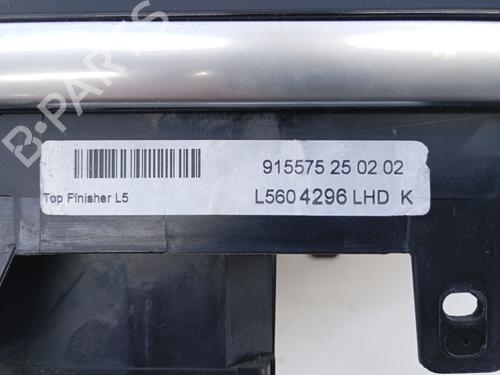 B-PARTS
915575 25 02 02
Top Finisher L5
L560 4296 LHD K